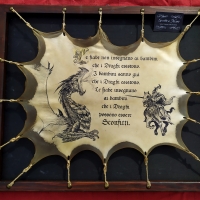 Le fiabe non insegnano ai bambini
che i Draghi esistono.
I bambini sanno già
che i Draghi esistono.
Le fiabe insegnano
ai bambini
che i Draghi
possono essere
Sconfitti.